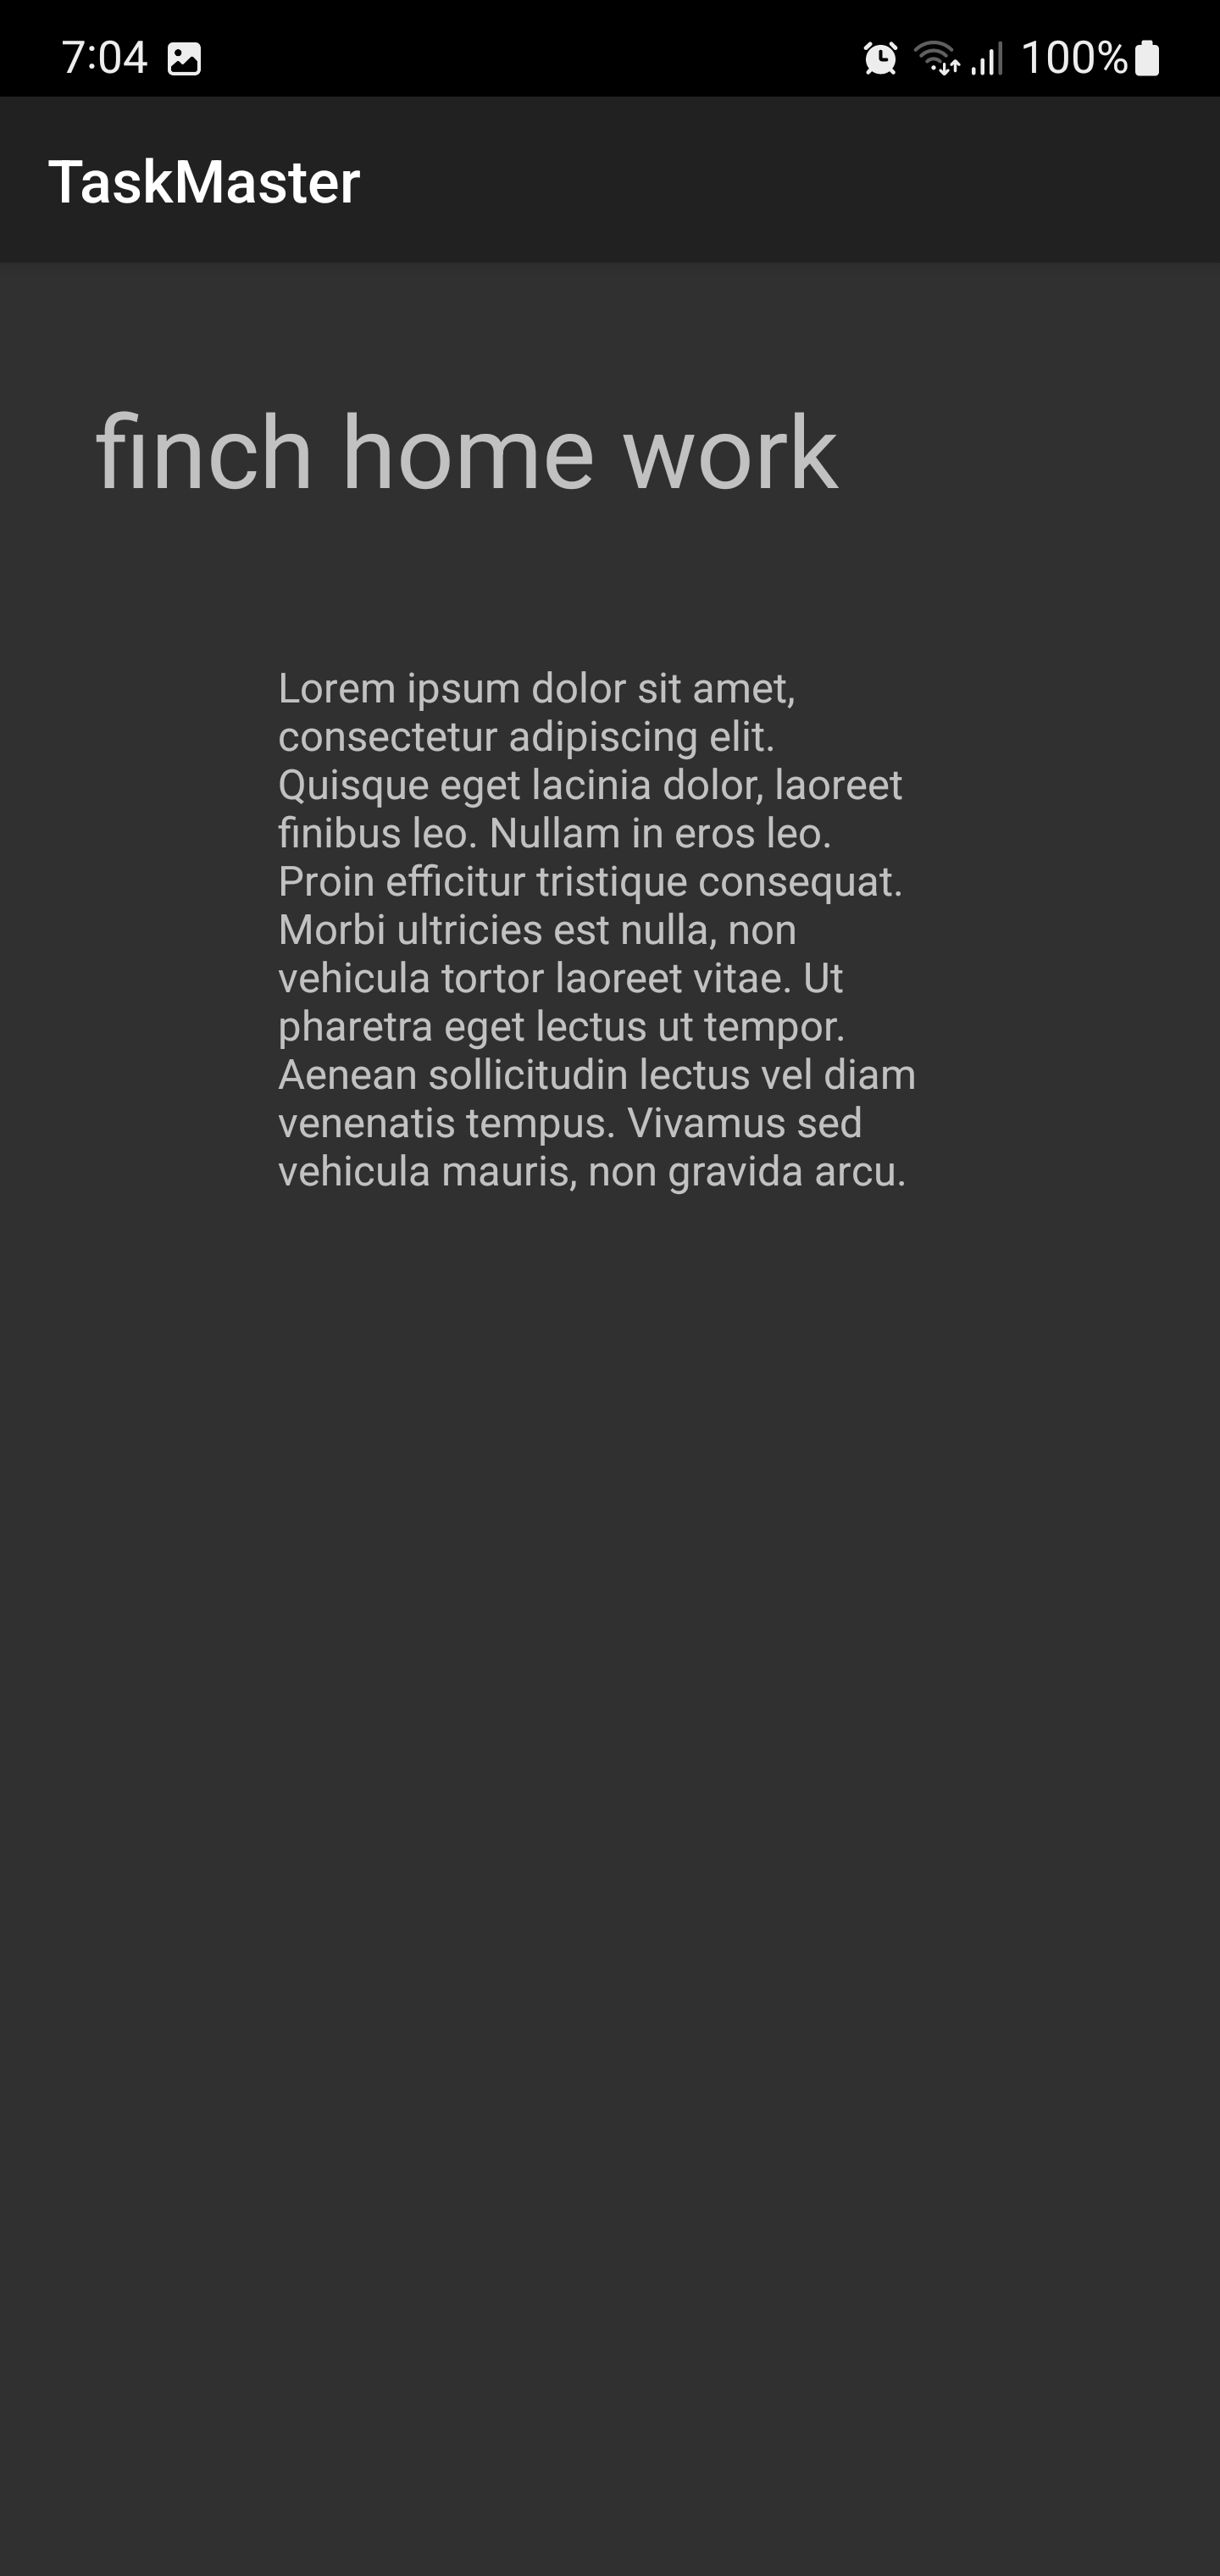 7:04 100%
TaskMaster
finch home work
Lorem ipsum dolor sit amet,
consectetur adipiscing elit.
Quisque eget lacinia dolor, laoreet
finibus leo. Nullam in eros leo.
Proin efficitur tristique consequat.
Morbi ultricies est nulla, non
vehicula tortor laoreet vitae. Ut
pharetra eget lectus ut tempor.
Aenean sollicitudin lectus vel diam
venenatis tempus. Vivamus sed
vehicula mauris, non gravida arcu.